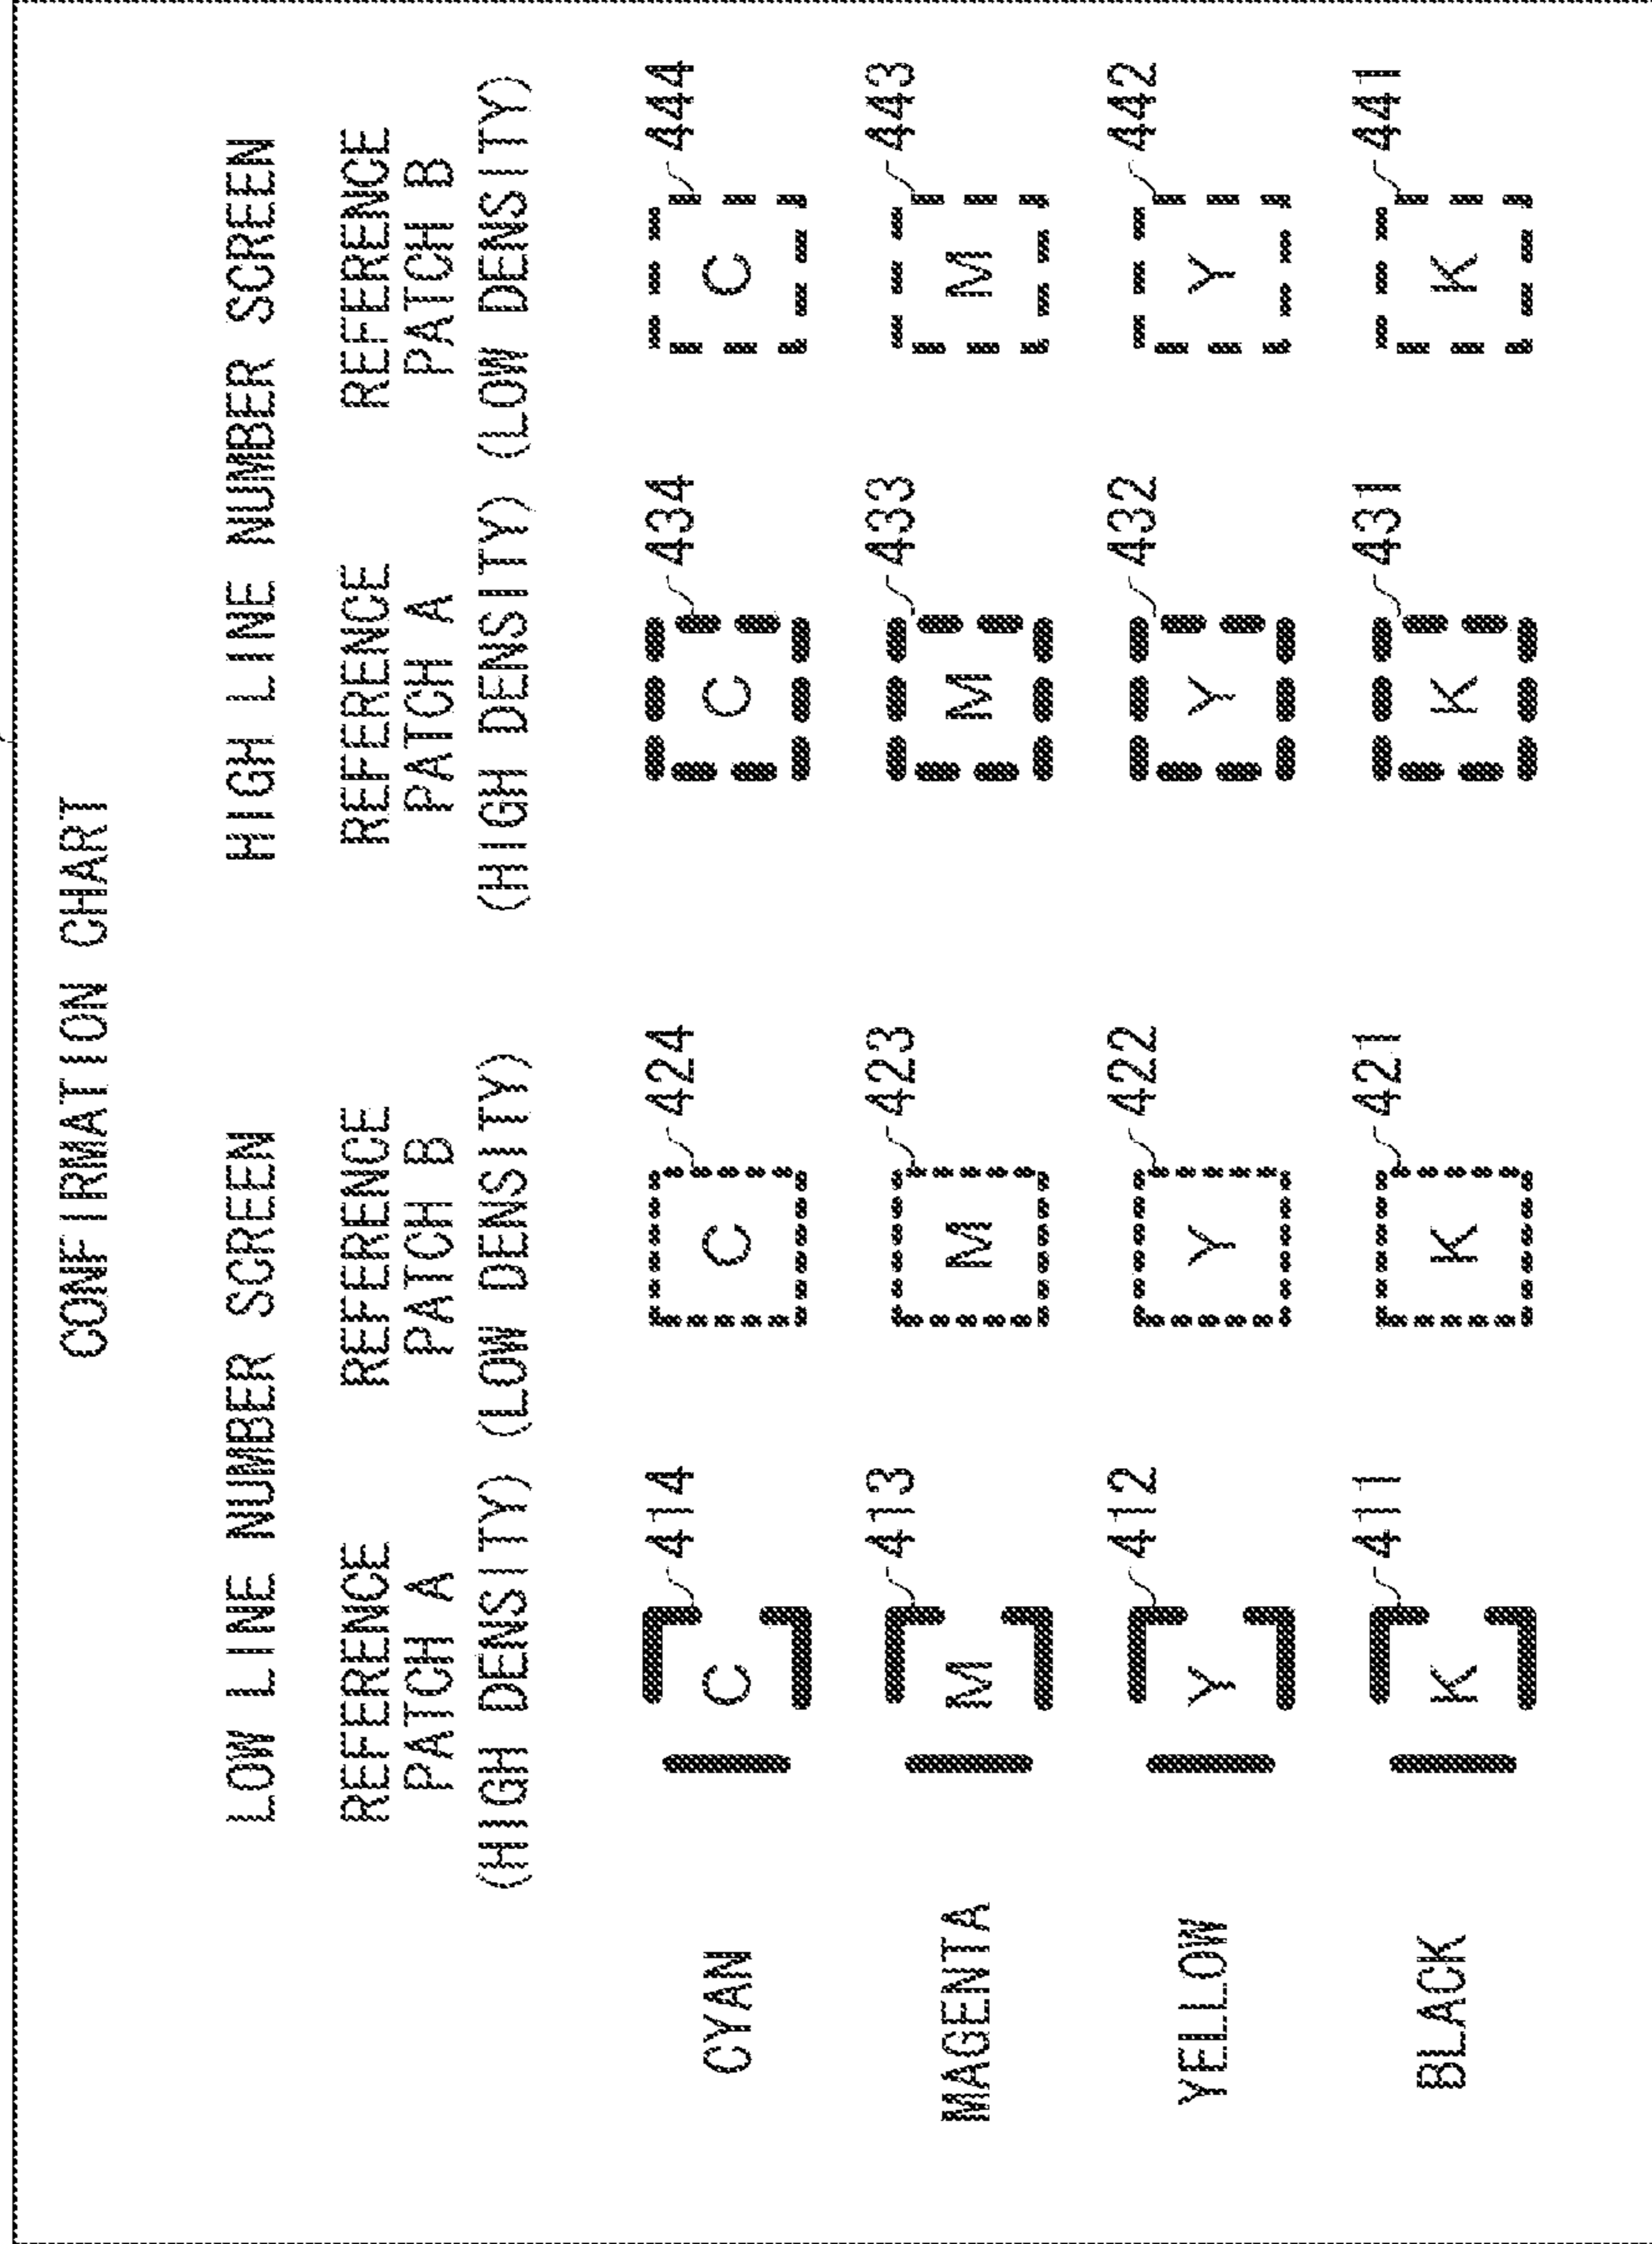 CONFIRMATION CHART
LOW LINE NUMBER SCREEN HIGH LINE NUMBER SCREEN
REFERENCE REFERENCE REFERENCE REFERENCE
PATCH A PATCH B PATCH A PATCH B
(HIGH DENSITY) (LOW DENSITY) (HIGH DENSITY) (LOW DENSITY)
CYAN C 414 C 424 C 434 C 444
MAGENTA M 413 M 423 M 433 M 443
YELLOW Y 412 Y 422 Y 432 Y 442
BLACK K 411 K 421 K 431 K 441